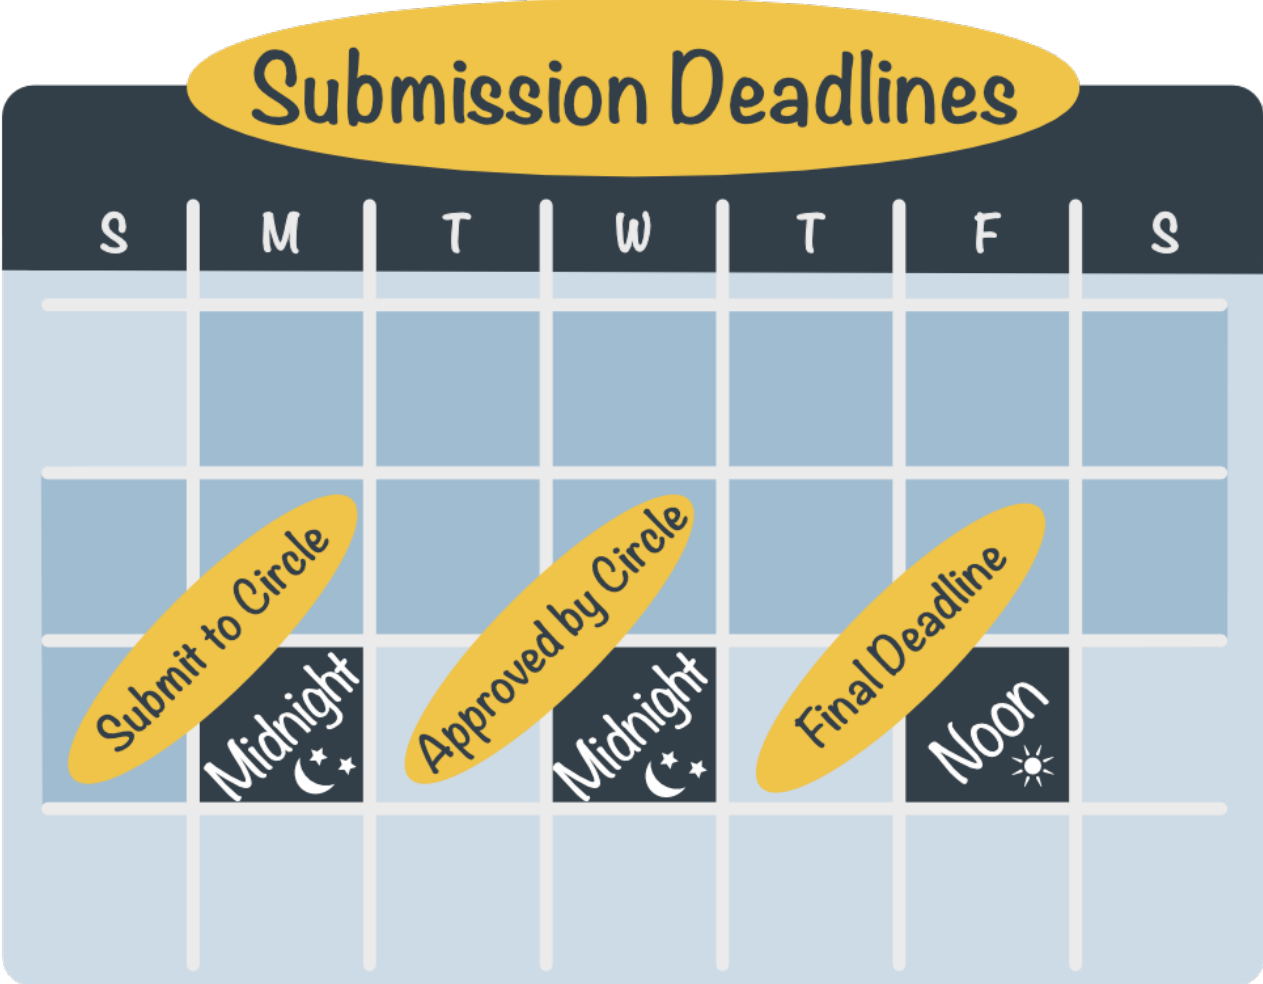 Submission Deadlines
S M T W T F S
Submit to Circle
Midnight
Approved by Circle
Midnight
Final Deadline
Noon